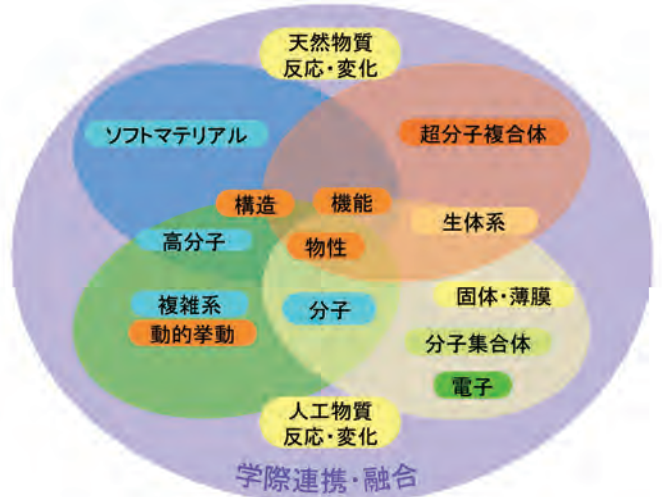 天然物質
反応・変化
ソフトマテリアル
超分子複合体
構造
機能
生体系
高分子
物性
複雑系
動的挙動
分子
固体・薄膜
分子集合体
電子
人工物質
反応・変化
学際連携・融合